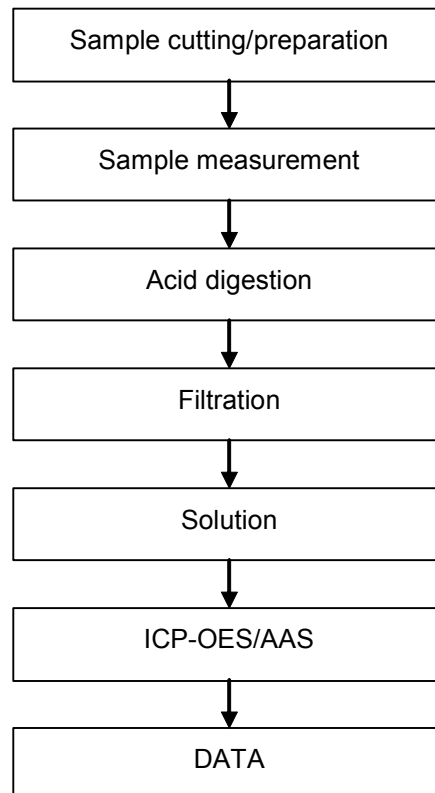 Sample cutting/preparation
Sample measurement
Acid digestion
Filtration
Solution
ICP-OES/AAS
DATA